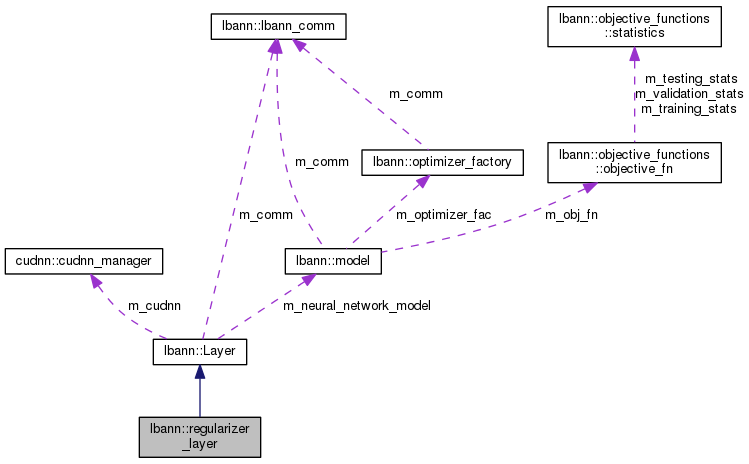 lbann::lbann_comm
lbann::objective_functions
::statistics
m_testing_stats
m_validation_stats
m_training_stats
m_comm
lbann::optimizer_factory
lbann::objective_functions
::objective_fn
m_comm
m_comm
m_optimizer_fac
m_obj_fn
cudnn::cudnn_manager
lbann::model
m_cudnn
m_neural_network_model
lbann::Layer
lbann::regularizer
_layer